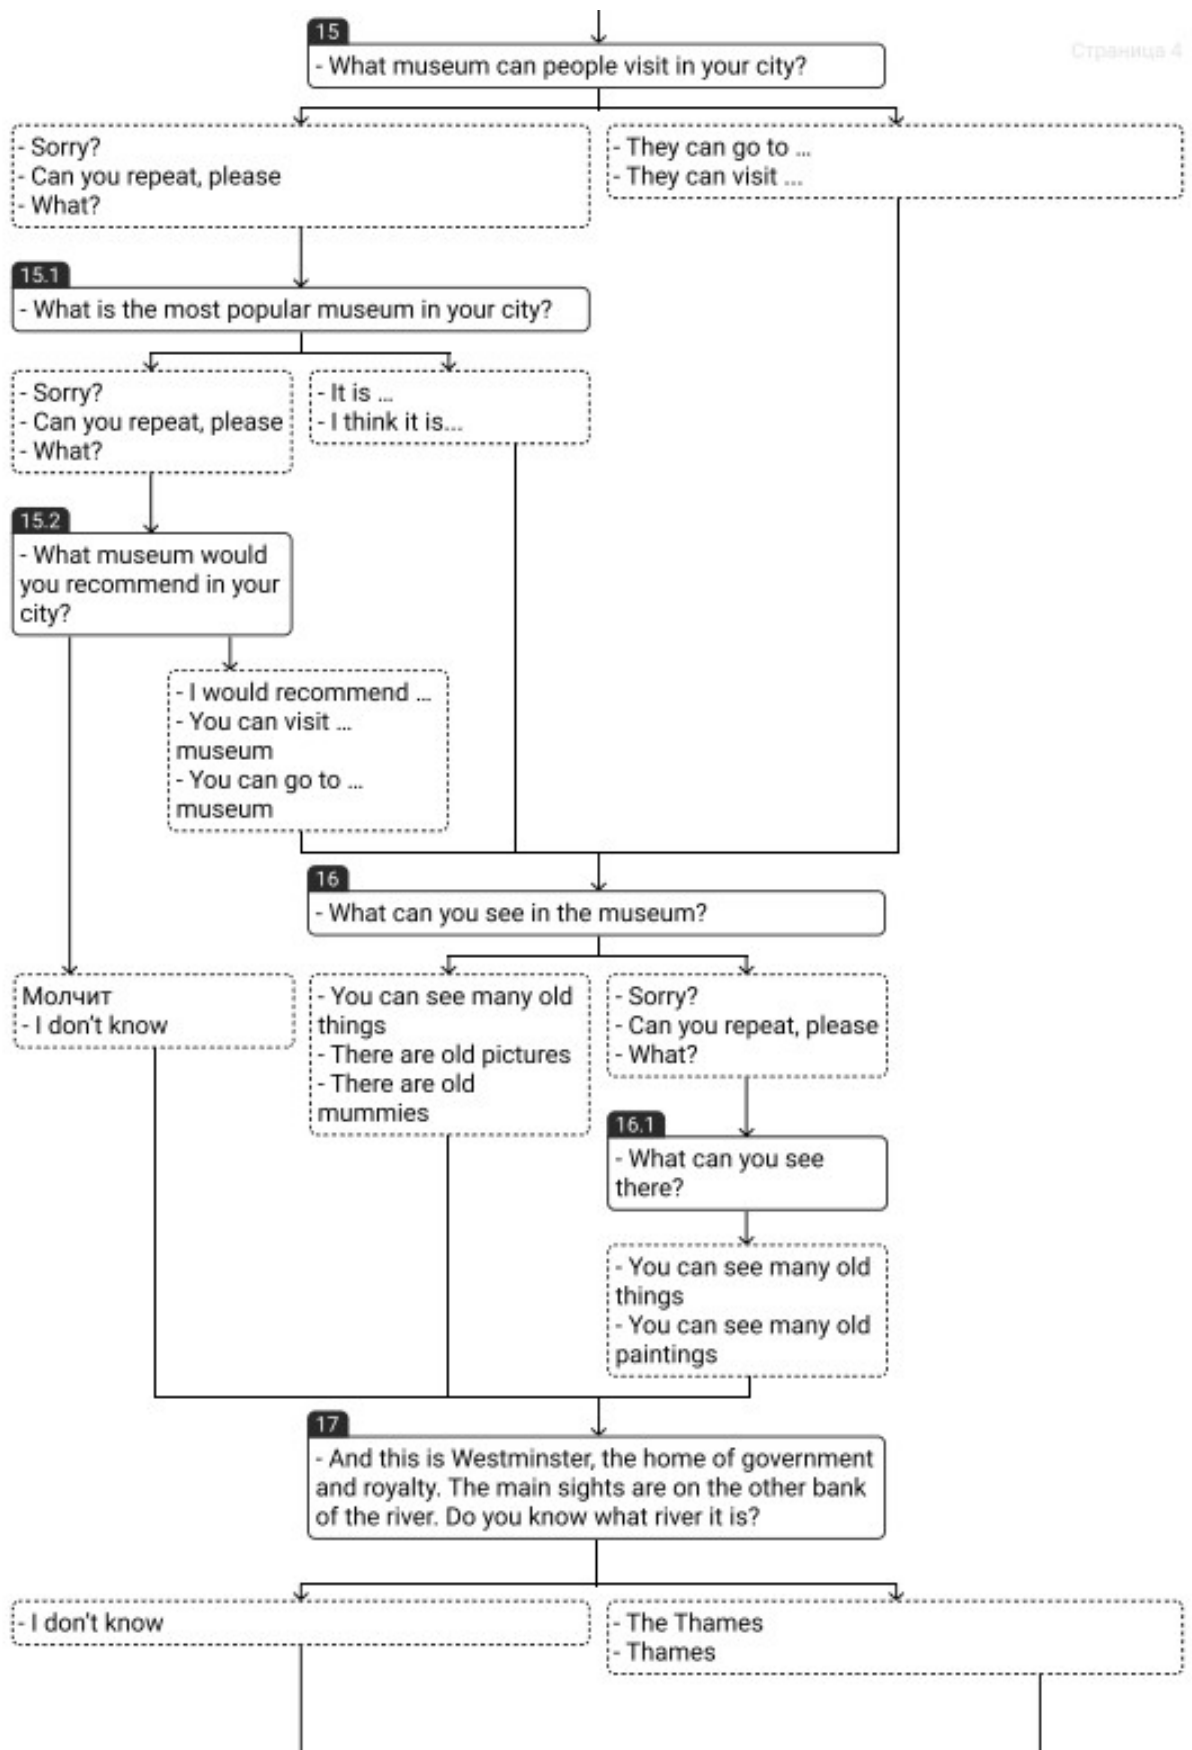 Страница 4
15
- What museum can people visit in your city?
- Sorry?
- Can you repeat, please
- What?
- They can go to ...
- They can visit ...
15.1
- What is the most popular museum in your city?
- Sorry?
- Can you repeat, please
- What?
- It is ...
- I think it is...
15.2
- What museum would
you recommend in your
city?
- I would recommend ...
- You can visit ...
museum
- You can go to ...
museum
16
- What can you see in the museum?
Молчит
- I don't know
- You can see many old
things
- There are old pictures
- There are old
mummies
- Sorry?
- Can you repeat, please
- What?
16.1
- What can you see
there?
- You can see many old
things
- You can see many old
paintings
17
- And this is Westminster, the home of government
and royalty. The main sights are on the other bank
of the river. Do you know what river it is?
- I don't know
- The Thames
- Thames